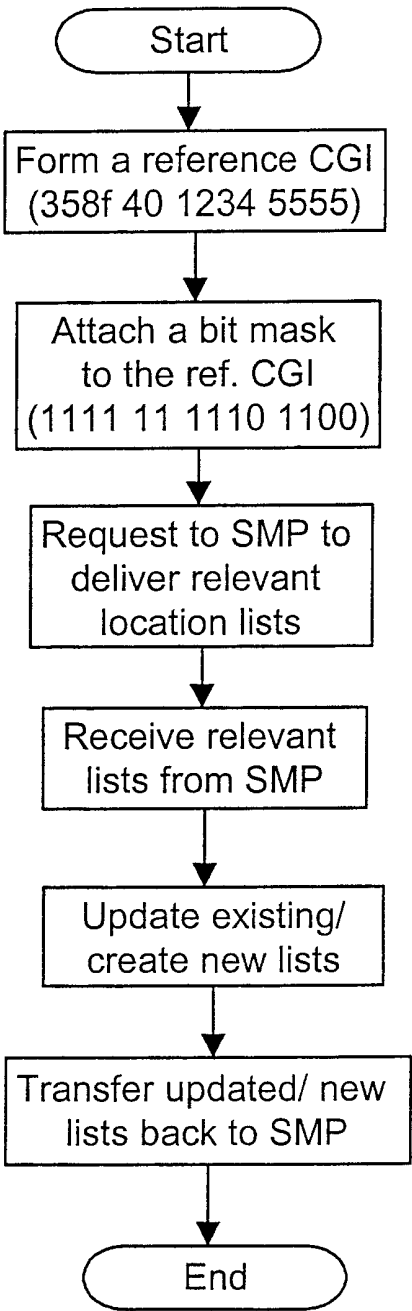 Start
Form a reference CGI
(358f 40 1234 5555)
Attach a bit mask
to the ref. CGI
(1111 11 1110 1100)
Request to SMP to
deliver relevant
location lists
Receive relevant
lists from SMP
Update existing/
create new lists
Transfer updated/ new
lists back to SMP
End